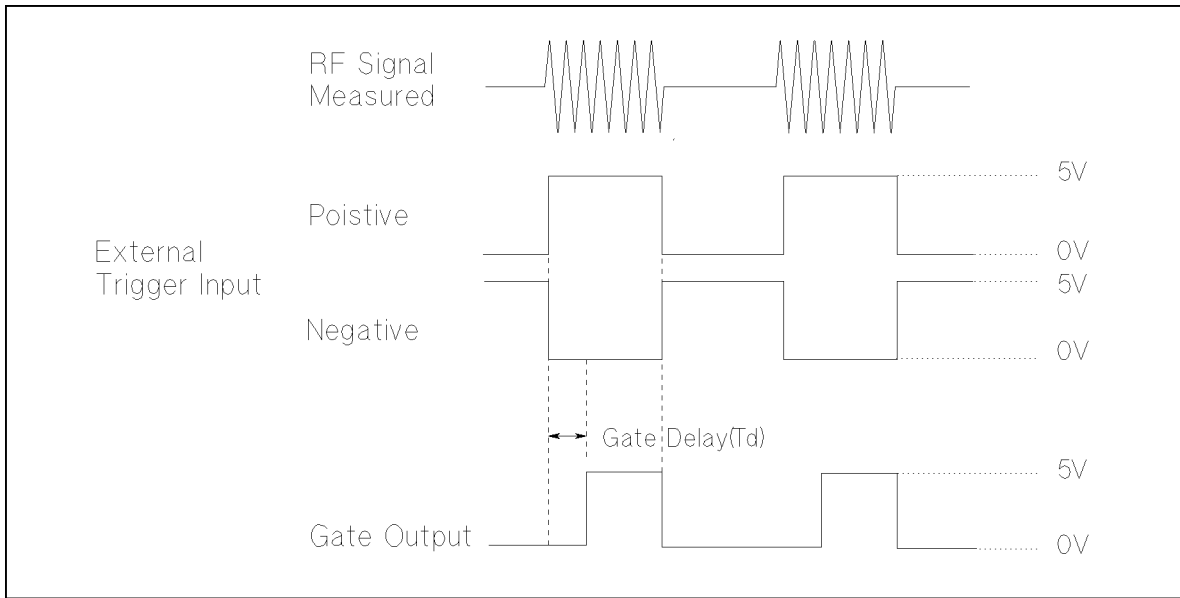 RF Signal
Measured
5V
Poistive
0V
External
Trigger Input
5V
Negative
0V
Gate Delay(Td)
5V
Gate Output
0V